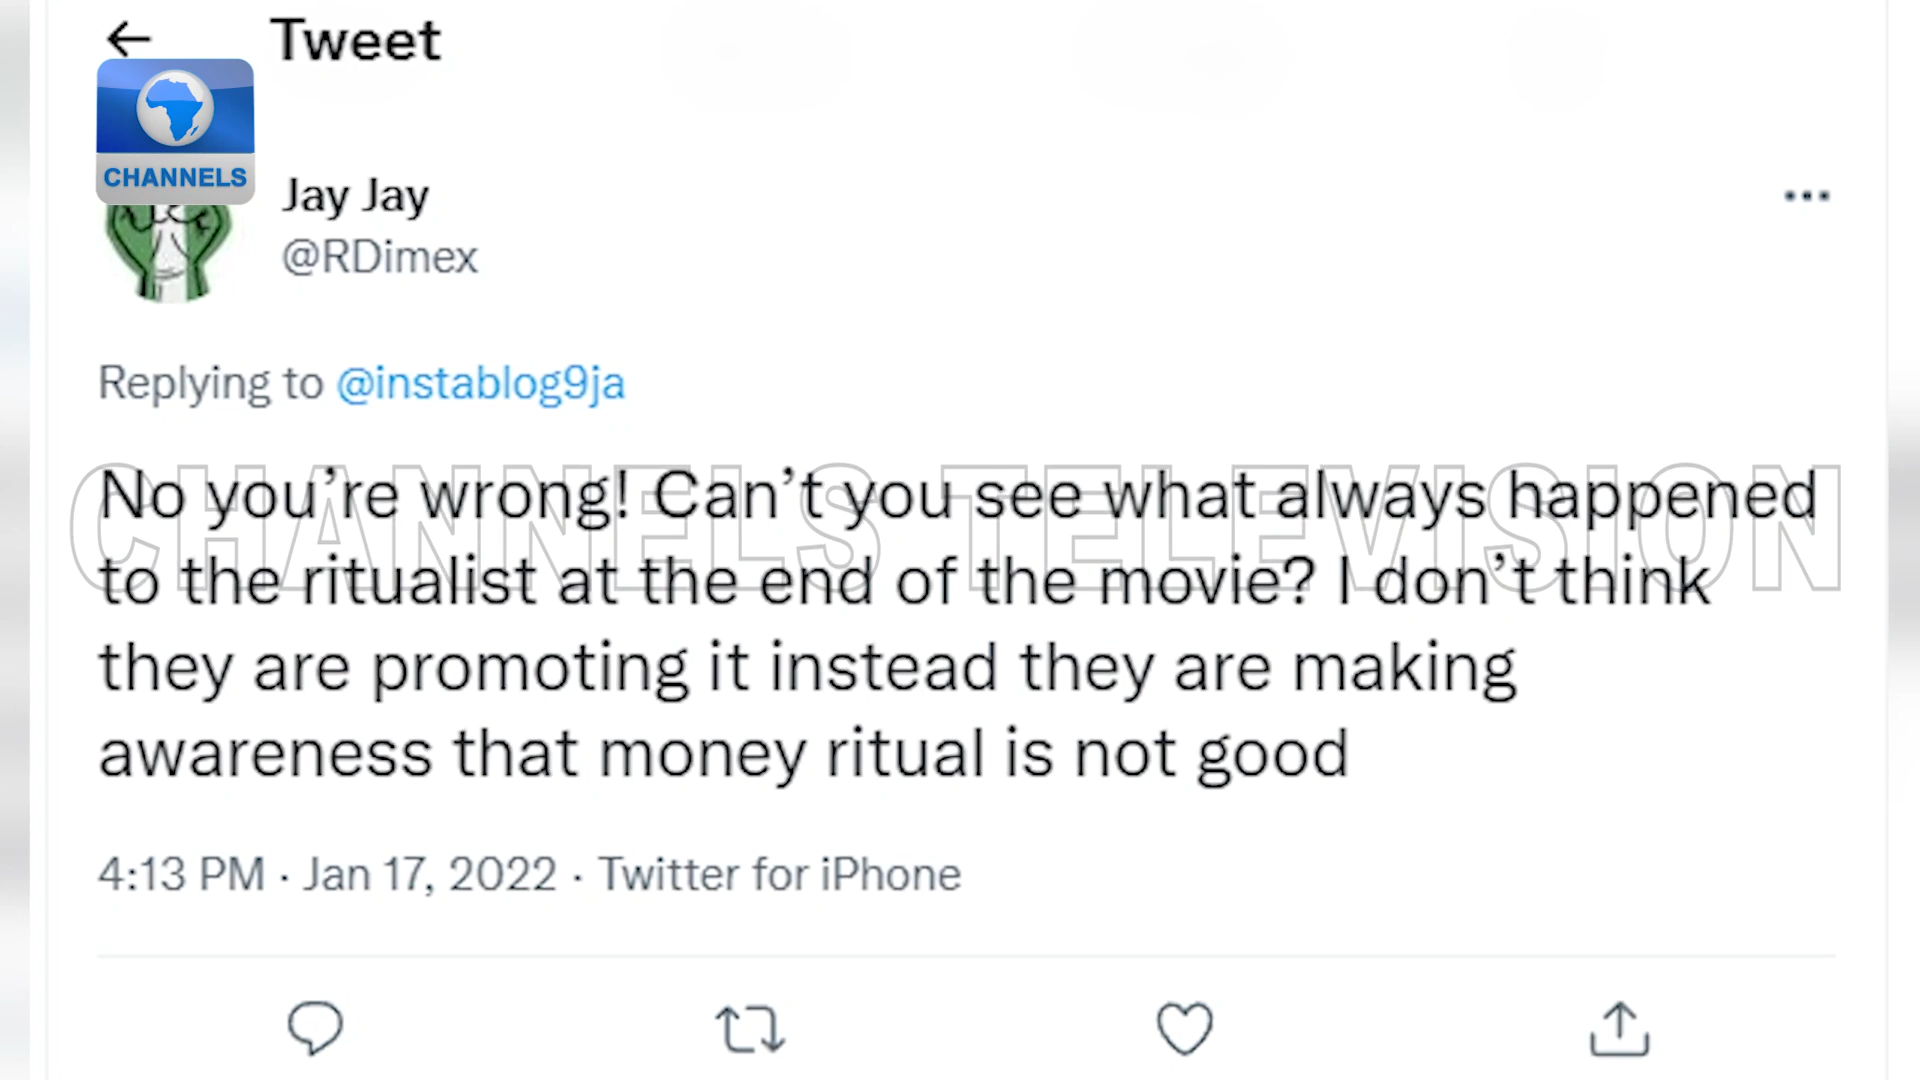 Tweet
CHANNELS
Jay Jay
@RDimex
Replying to @instablog9ja
CHANNELS TELEVISION
No you’re wrong! Can’t you see what always happened
to the ritualist at the end of the movie? I don’t think
they are promoting it instead they are making
awareness that money ritual is not good
4:13 PM · Jan 17, 2022 · Twitter for iPhone